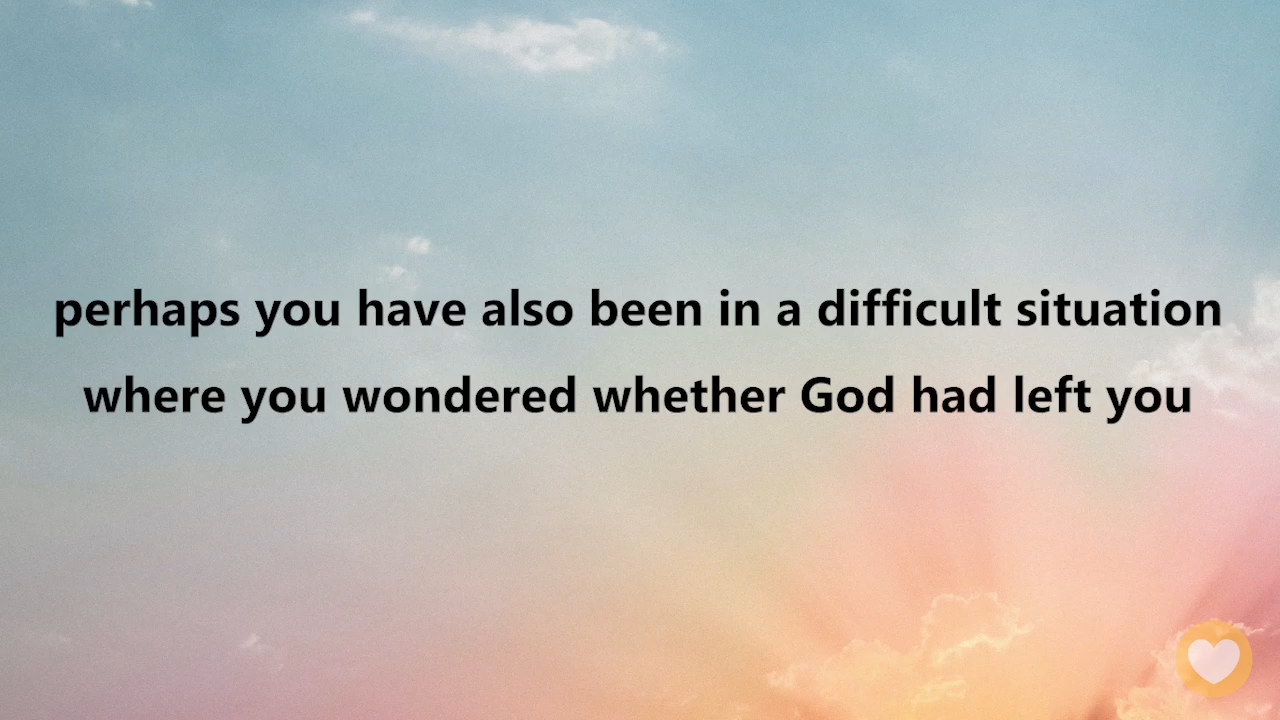 perhaps you have also been in a difficult situation
where you wondered whether God had left you